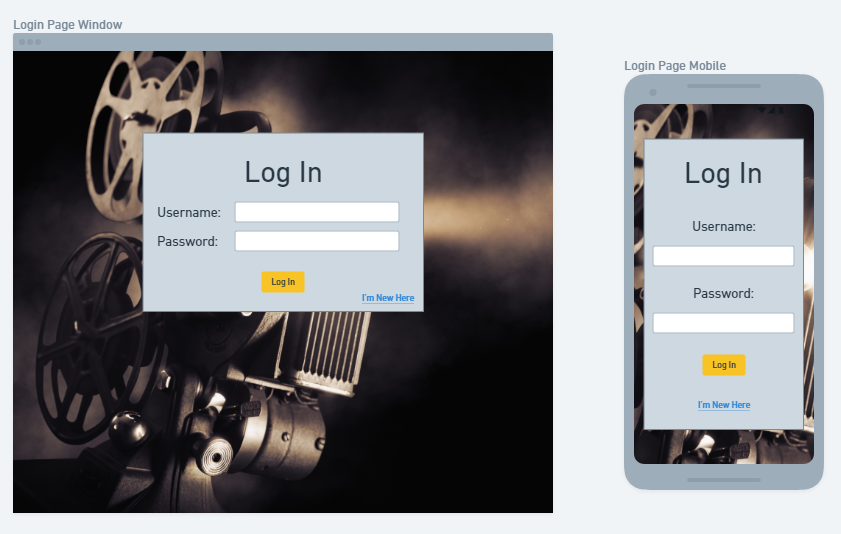 Login Page Window
Log In
Username:
Password:
Log In
I'm New Here
Login Page Mobile
Log In
Username:
Password:
Log In
I'm New Here